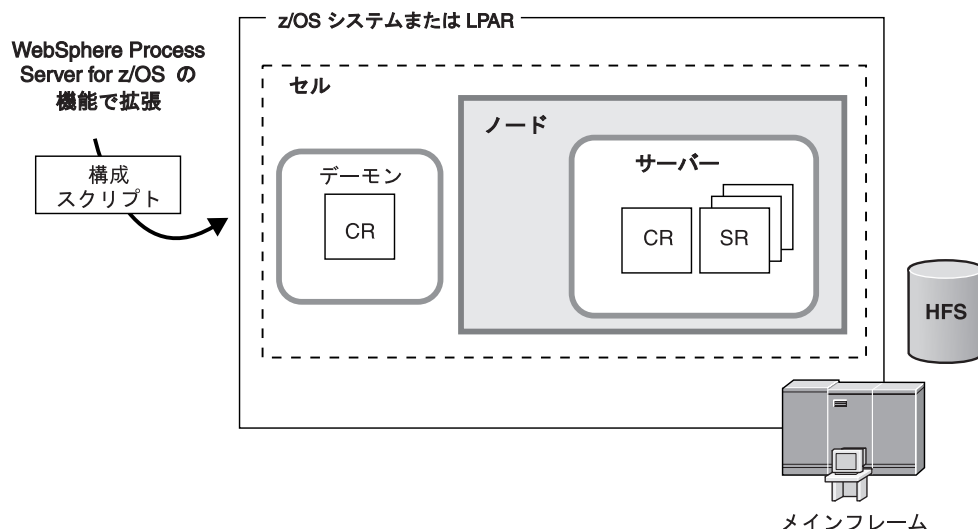 z/OS システムまたは LPAR
WebSphere Process
Server for z/OS の
機能で拡張
構成
スクリプト
セル
デーモン
CR
ノード
サーバー
CR
SR
HFS
メインフレーム